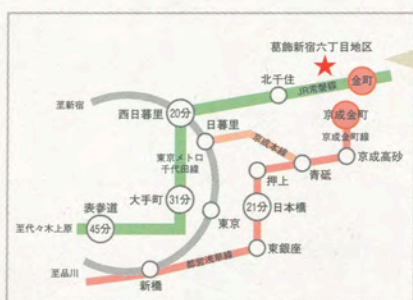 葛飾新宿六丁目地区
金町
北千住
JR常磐線
至新宿
西日暮里
20分
日暮里
京成金町
京成本線
京成金町線
東京メトロ
千代田線
京成高砂
青砥
押上
大手町
31分
表参道
21分
日本橋
東京
至代々木上原
45分
東銀座
至品川
都営浅草線
新橋